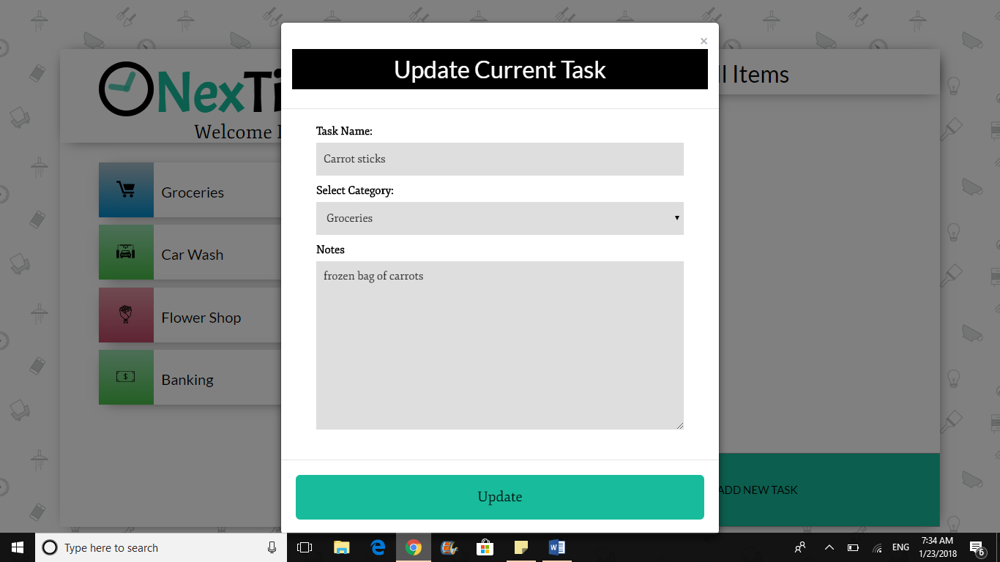 ×
Update Current Task
Task Name:
Carrot sticks
Select Category:
Groceries
Notes
frozen bag of carrots
Update
Welcome
Groceries
Car Wash
Flower Shop
$
Banking
Items
ADD NEW TASK
Type here to search
ENG
7:34 AM
1/23/2018
6